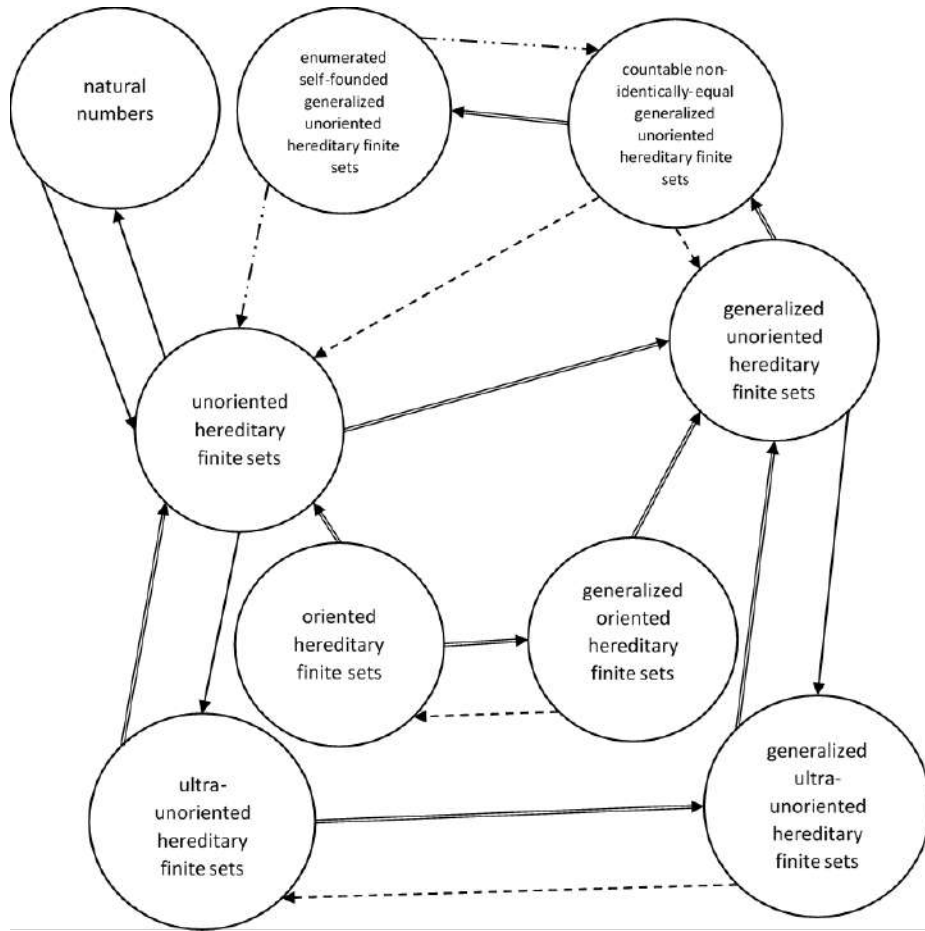 natural
numbers
enumerated
self-founded
generalized
unoriented
hereditary finite
sets
countable non-
identically-equal
generalized
unoriented
hereditary finite
sets
generalized
unoriented
hereditary
finite sets
unoriented
hereditary
finite sets
oriented
hereditary
finite sets
generalized
oriented
hereditary
finite sets
ultra-
unoriented
hereditary
finite sets
generalized
ultra-
unoriented
hereditary
finite sets